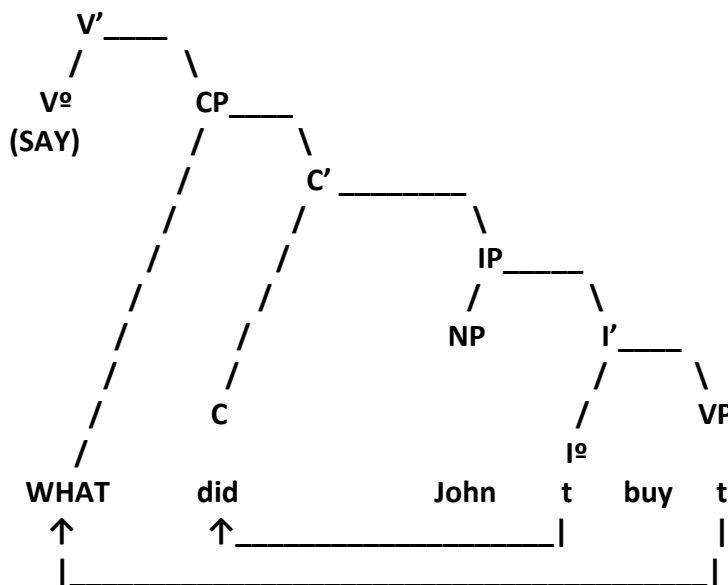 V’
Vº CP
(SAY)
C’
IP
NP I’
C VP
Iº
WHAT did John t buy t